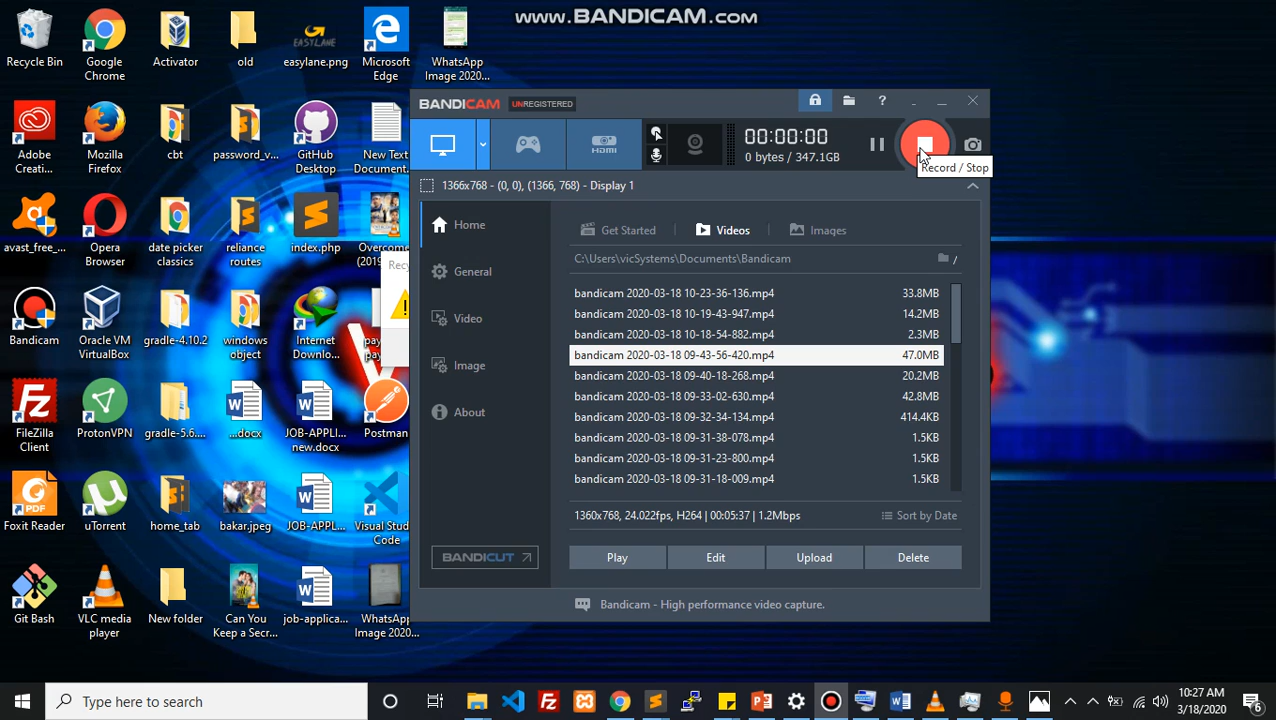 www.BANDICAM.com
Recycle Bin
Google
Chrome
Activator
old
easylane.png
Microsoft
Edge
WhatsApp
Image 2020...
Adobe
Creati...
Mozilla
Firefox
cbt
password_v...
GitHub
Desktop
New Text
Document....
avast_free_...
Opera
Browser
date picker
classics
reliance
routes
index.php
Overcome
(2019
Bandicam
Oracle VM
VirtualBox
gradle-4.10.2
windows
object
Internet
Downlo...
pay
pay
FileZilla
Client
ProtonVPN
gradle-5.6....
...docx
JOB-APPLI...
new.docx
Postman
Foxit Reader
uTorrent
home_tab
bakar.jpeg
JOB-APPL...
Visual Stud
Code
Git Bash
VLC media
player
New folder
Can You
Keep a Secr...
job-applica...
WhatsApp
Image 2020...
EASYLANE
PDF
Recy
BANDICAM UNREGISTERED
?
HDMI
00:00:00
0 bytes / 347.1GB
Record / Stop
1366x768 - (0, 0), (1366, 768) - Display 1
Home
General
Video
Image
About
BANDICUT
Get Started
Videos
Images
C:\Users\vicSystems\Documents\Bandicam
/
bandicam 2020-03-18 10-23-36-136.mp4 33.8MB
bandicam 2020-03-18 10-19-43-947.mp4 14.2MB
bandicam 2020-03-18 10-18-54-882.mp4 2.3MB
bandicam 2020-03-18 09-43-56-420.mp4 47.0MB
bandicam 2020-03-18 09-40-18-268.mp4 20.2MB
bandicam 2020-03-18 09-33-02-630.mp4 42.8MB
bandicam 2020-03-18 09-32-34-134.mp4 414.4KB
bandicam 2020-03-18 09-31-38-078.mp4 1.5KB
bandicam 2020-03-18 09-31-23-800.mp4 1.5KB
bandicam 2020-03-18 09-31-18-009.mp4 1.5KB
1360x768, 24.022fps, H264 | 00:05:37 | 1.2Mbps
Sort by Date
Play
Edit
Upload
Delete
Bandicam - High performance video capture.
Type here to search
10:27 AM
3/18/2020
6